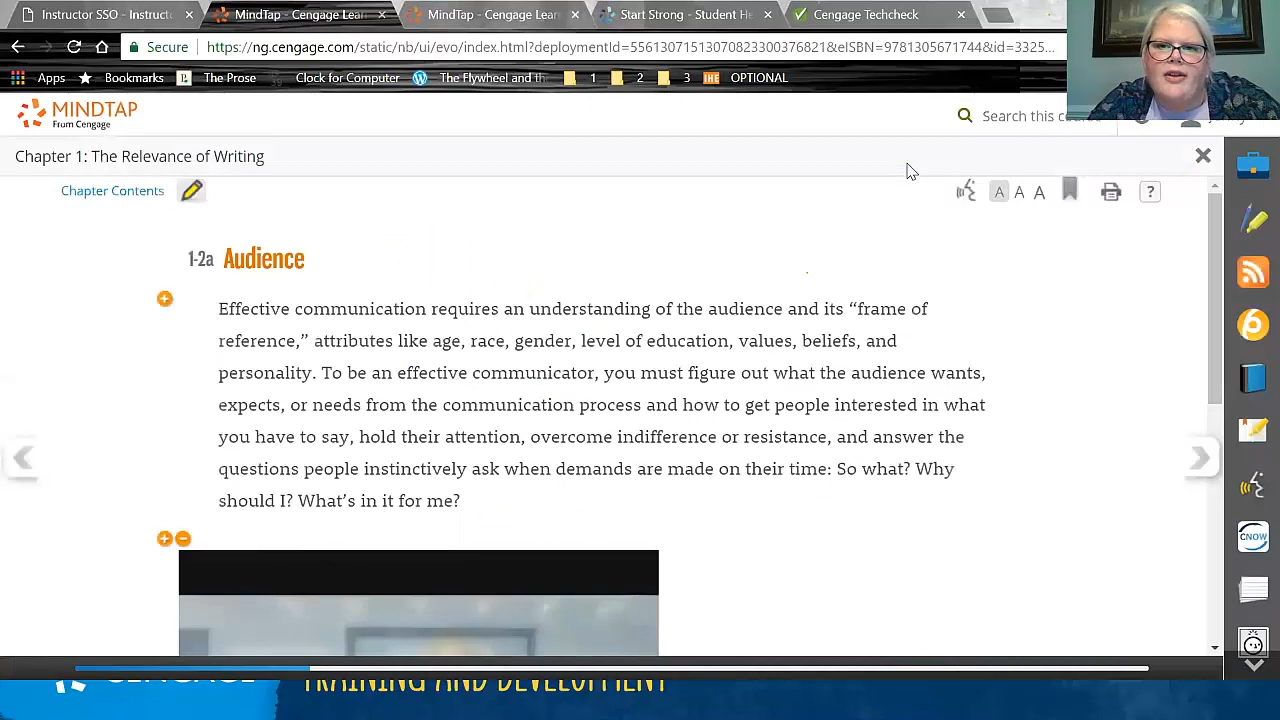 Instructor SSO - Instructo
MindTap - Cengage Lea
MindTap - Cengage Lea
Start Strong - Student He
Cengage Techcheck
Secure
https://ng.cengage.com/static/nb/ui/evo/index.html?deploymentId=55613071513070823300376821&eISBN=9781305671744&id=3325...
Apps
Bookmarks
The Prose
Clock for Computer
The Flywheel and th
1
2
3
THE
OPTIONAL
MINDTAP
From Cengage
Search this co
Chapter 1: The Relevance of Writing
Chapter Contents
A A A
?
1-2a Audience
Effective communication requires an understanding of the audience and its “frame of
reference,” attributes like age, race, gender, level of education, values, beliefs, and
personality. To be an effective communicator, you must figure out what the audience wants,
expects, or needs from the communication process and how to get people interested in what
you have to say, hold their attention, overcome indifference or resistance, and answer the
questions people instinctively ask when demands are made on their time: So what? Why
should I? What’s in it for me?
CNOW
CENGAGE
TRAINING AND DEVELOPMENT